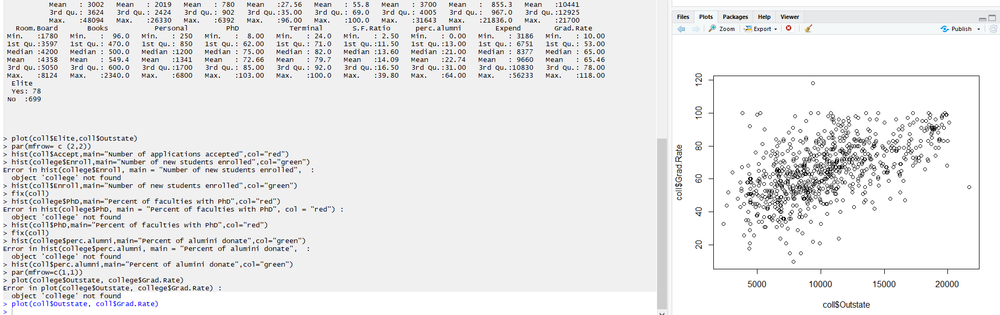 Mean   : 3002   Mean   : 2019   Mean   : 780   Mean   :27.56   Mean   : 55.8   Mean   : 3700   Mean   :  855.3   Mean   :10441
3rd Qu.: 3624   3rd Qu.: 2424   3rd Qu.: 902   3rd Qu.:35.00   3rd Qu.: 69.0   3rd Qu.: 4005   3rd Qu.:  967.0   3rd Qu.:12925
Max.   :48094   Max.   :26330   Max.   :6392   Max.   :96.00   Max.   :100.0   Max.   :31643   Max.   :21836.0   Max.   :21700
Room.Board   Books   Personal   PhD   Terminal   S.F.Ratio   perc.alumni   Expend   Grad.Rate
Min.   :1780   Min.   :  96.0   Min.   : 250   Min.   :  8.00   Min.   : 24.0   Min.   : 2.50   Min.   : 0.00   Min.   : 3186   Min.   : 10.00
1st Qu.:3597   1st Qu.: 470.0   1st Qu.: 850   1st Qu.: 62.00   1st Qu.: 71.0   1st Qu.:11.50   1st Qu.:13.00   1st Qu.: 6751   1st Qu.: 53.00
Median :4200   Median : 500.0   Median :1200   Median : 75.00   Median : 82.0   Median :13.60   Median :21.00   Median : 8377   Median : 65.00
Mean   :4358   Mean   : 549.4   Mean   :1341   Mean   : 72.66   Mean   : 79.7   Mean   :14.09   Mean   :22.74   Mean   : 9660   Mean   : 65.46
3rd Qu.:5050   3rd Qu.: 600.0   3rd Qu.:1700   3rd Qu.: 85.00   3rd Qu.: 92.0   3rd Qu.:16.50   3rd Qu.:31.00   3rd Qu.:10830   3rd Qu.: 78.00
Max.   :8124   Max.   :2340.0   Max.   :6800   Max.   :103.00   Max.   :100.0   Max.   :39.80   Max.   :64.00   Max.   :56233   Max.   :118.00
Elite
Yes: 78
No :699
> plot(coll$Elite,coll$Outstate)
> par(mfrow= c (2,2))
> hist(coll$Accept,main="Number of applications accepted",col="red")
> hist(college$Enroll,main="Number of new students enrolled",col="green")
Error in hist(college$Enroll, main = "Number of new students enrolled",  :
object 'college' not found
> hist(coll$Enroll,main="Number of new students enrolled",col="green")
> fix(coll)
> hist(college$PhD,main="Percent of faculties with PhD",col="red")
Error in hist(college$PhD, main = "Percent of faculties with PhD", col = "red") :
object 'college' not found
> hist(coll$PhD,main="Percent of faculties with PhD",col="red")
> fix(coll)
> hist(college$perc.alumni,main="Percent of alumini donate",col="green")
Error in hist(college$perc.alumni, main = "Percent of alumini donate",  :
object 'college' not found
> hist(coll$perc.alumni,main="Percent of alumini donate",col="green")
> par(mfrow=c(1,1))
> plot(college$Outstate, college$Grad.Rate)
Error in plot(college$Outstate, college$Grad.Rate) :
object 'college' not found
> plot(coll$Outstate, coll$Grad.Rate)
>
Files Plots Packages Help Viewer
Zoom Export Publish
120
100
80
60
40
20
coll$Grad.Rate
5000 10000 15000 20000
coll$Outstate